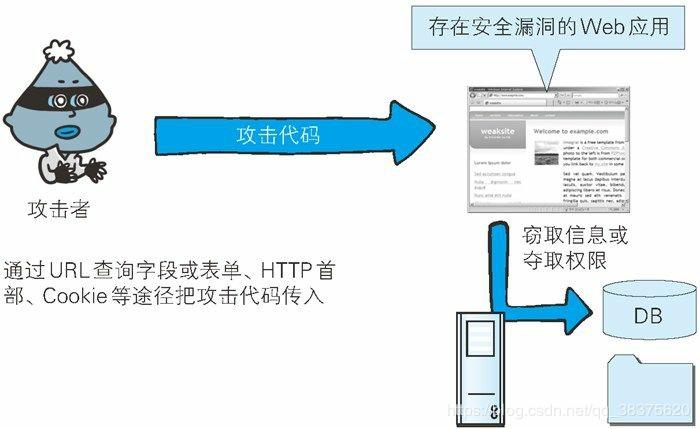 存在安全漏洞的Web应用
攻击代码
weaksite
Welcome to example.com
攻击者
通过URL查询字段或表单、HTTP首
部、Cookie等途径把攻击代码传入
窃取信息或
夺取权限
DB
https://blog.csdn.net/qq_38375620